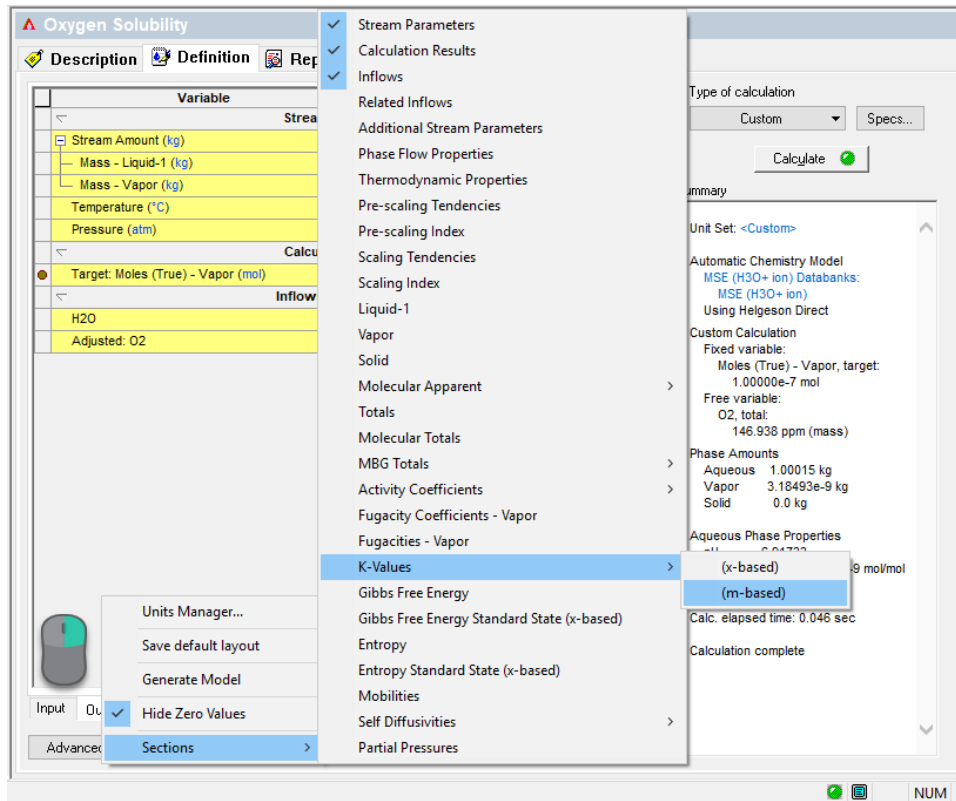 Oxygen Solubility
Description
Definition
Rep
Variable
Strea
Stream Amount (kg)
Mass - Liquid-1 (kg)
Mass - Vapor (kg)
Temperature (°C)
Pressure (atm)
Calcu
Target: Moles (True) - Vapor (mol)
Inflow
H2O
Adjusted: O2
Input
Ou
Advanced
Units Manager...
Save default layout
Generate Model
Hide Zero Values
Sections
Stream Parameters
Calculation Results
Inflows
Related Inflows
Additional Stream Parameters
Phase Flow Properties
Thermodynamic Properties
Pre-scaling Tendencies
Pre-scaling Index
Scaling Tendencies
Scaling Index
Liquid-1
Vapor
Solid
Molecular Apparent
Totals
Molecular Totals
MBG Totals
Activity Coefficients
Fugacity Coefficients - Vapor
Fugacities - Vapor
K-Values
Gibbs Free Energy
Gibbs Free Energy Standard State (x-based)
Entropy
Entropy Standard State (x-based)
Mobilities
Self Diffusivities
Partial Pressures
(x-based)
(m-based)
Type of calculation
Custom
Specs...
Calculate
ummary
Unit Set: <Custom>
Automatic Chemistry Model
MSE (H3O+ ion) Databanks:
MSE (H3O+ ion)
Using Helgeson Direct
Custom Calculation
Fixed variable:
Moles (True) - Vapor, target:
1.00000e-7 mol
Free variable:
O2, total:
146.938 ppm (mass)
Phase Amounts
Aqueous 1.00015 kg
Vapor 3.18493e-9 kg
Solid 0.0 kg
Aqueous Phase Properties
-9 mol/mol
Calc. elapsed time: 0.046 sec
Calculation complete
NUM